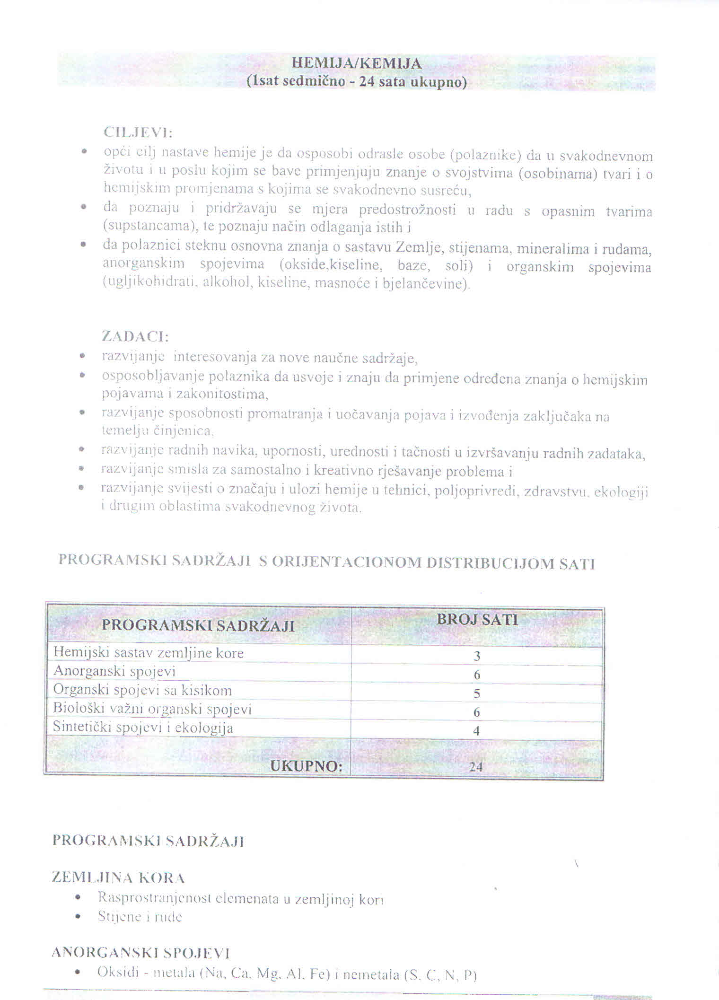 HEMIJA/KEMIJA
(1sat sedmično - 24 sata ukupno)
CILJEVI:
• opći cilj nastave hemije je da osposobi odrasle osobe (polaznike) da u svakodnevnom
životu i u poslu kojim se bave primjenjuju znanje o svojstvima (osobinama) tvari i o
hemijskim promjenama s kojima se svakodnevno susreću,
• da poznaju i pridržavaju se mjera predostrožnosti u radu s opasnim tvarima
(supstancama), te poznaju način odlaganja istih i
• da polaznici steknu osnovna znanja o sastavu Zemlje, stijenama, mineralima i rudama,
anorganskim spojevima (okside,kiseline, baze, soli) i organskim spojevima
(ugljikohidrati, alkohol, kiseline, masnoće i bjelančevine).
ZADACI:
• razvijanje interesovanja za nove naučne sadržaje,
• osposobljavanje polaznika da usvoje i znaju da primjene određena znanja o hemijskim
pojavama i zakonitostima,
• razvijanje sposobnosti promatranja i uočavanja pojava i izvođenja zaključaka na
temelju činjenica,
• razvijanje radnih navika, upornosti, urednosti i tačnosti u izvršavanju radnih zadataka,
• razvijanje smisla za samostalno i kreativno rješavanje problema i
• razvijanje svijesti o značaju i ulozi hemije u tehnici, poljoprivredi, zdravstvu, ekologiji
i drugim oblastima svakodnevnog života.
PROGRAMSKI SADRŽAJI S ORIJENTACIONOM DISTRIBUCIJOM SATI
PROGRAMSKI SADRŽAJI BROJ SATI
Hemijski sastav zemljine kore 3
Anorganski spojevi 6
Organski spojevi sa kisikom 5
Biološki važni organski spojevi 6
Sintetički spojevi i ekologija 4
UKUPNO: 24
PROGRAMSKI SADRŽAJI
ZEMLJINA KORA
• Rasprostranjenost elemenata u zemljinoj kori
• Stijene i rude
ANORGANSKI SPOJEVI
• Oksidi - metala (Na, Ca, Mg, Al, Fe) i nemetala (S, C, N, P)